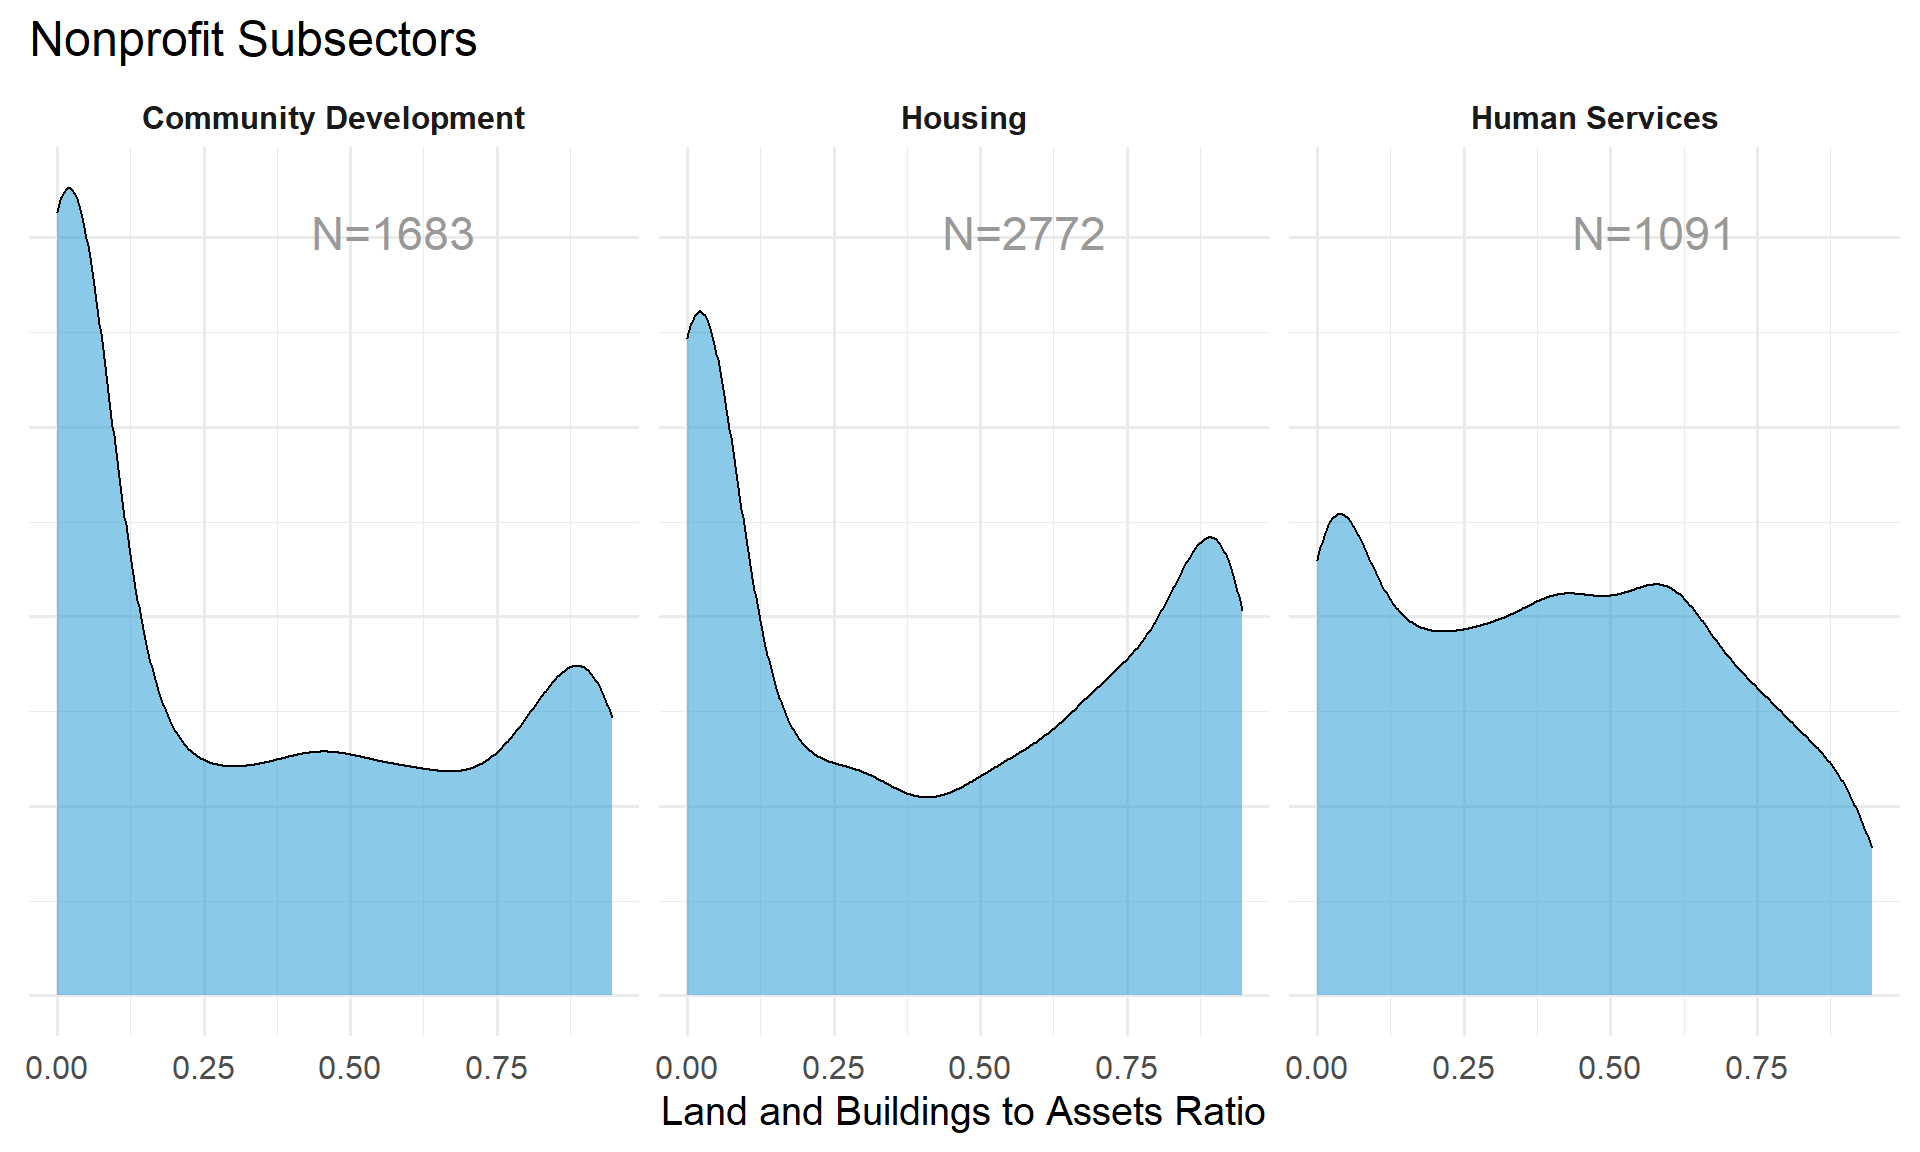 Nonprofit Subsectors
Community Development
Housing
Human Services
N=1683
N=2772
N=1091
0.00 0.25 0.50 0.75
0.00 0.25 0.50 0.75
0.00 0.25 0.50 0.75
Land and Buildings to Assets Ratio